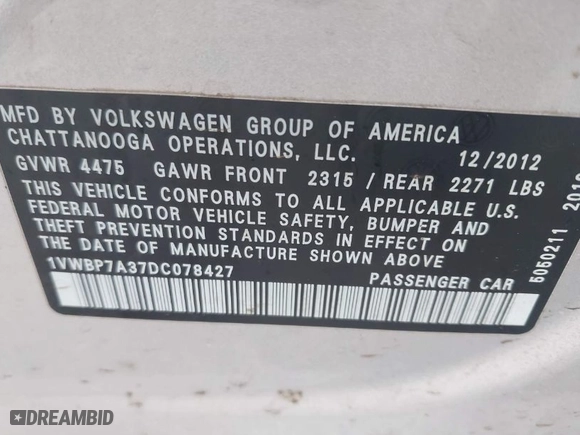 MFD BY VOLKSWAGEN GROUP OF AMERICA
CHATTANOOGA OPERATIONS, LLC. 12/2012
GVWR 4475 GAWR FRONT 2315 / REAR 2271 LBS
THIS VEHICLE CONFORMS TO ALL APPLICABLE U.S.
FEDERAL MOTOR VEHICLE SAFETY, BUMPER AND
THEFT PREVENTION STANDARDS IN EFFECT ON
THE DATE OF MANUFACTURE SHOWN ABOVE
1VWBP7A37DC078427 PASSENGER CAR
5050211
DREAMBID